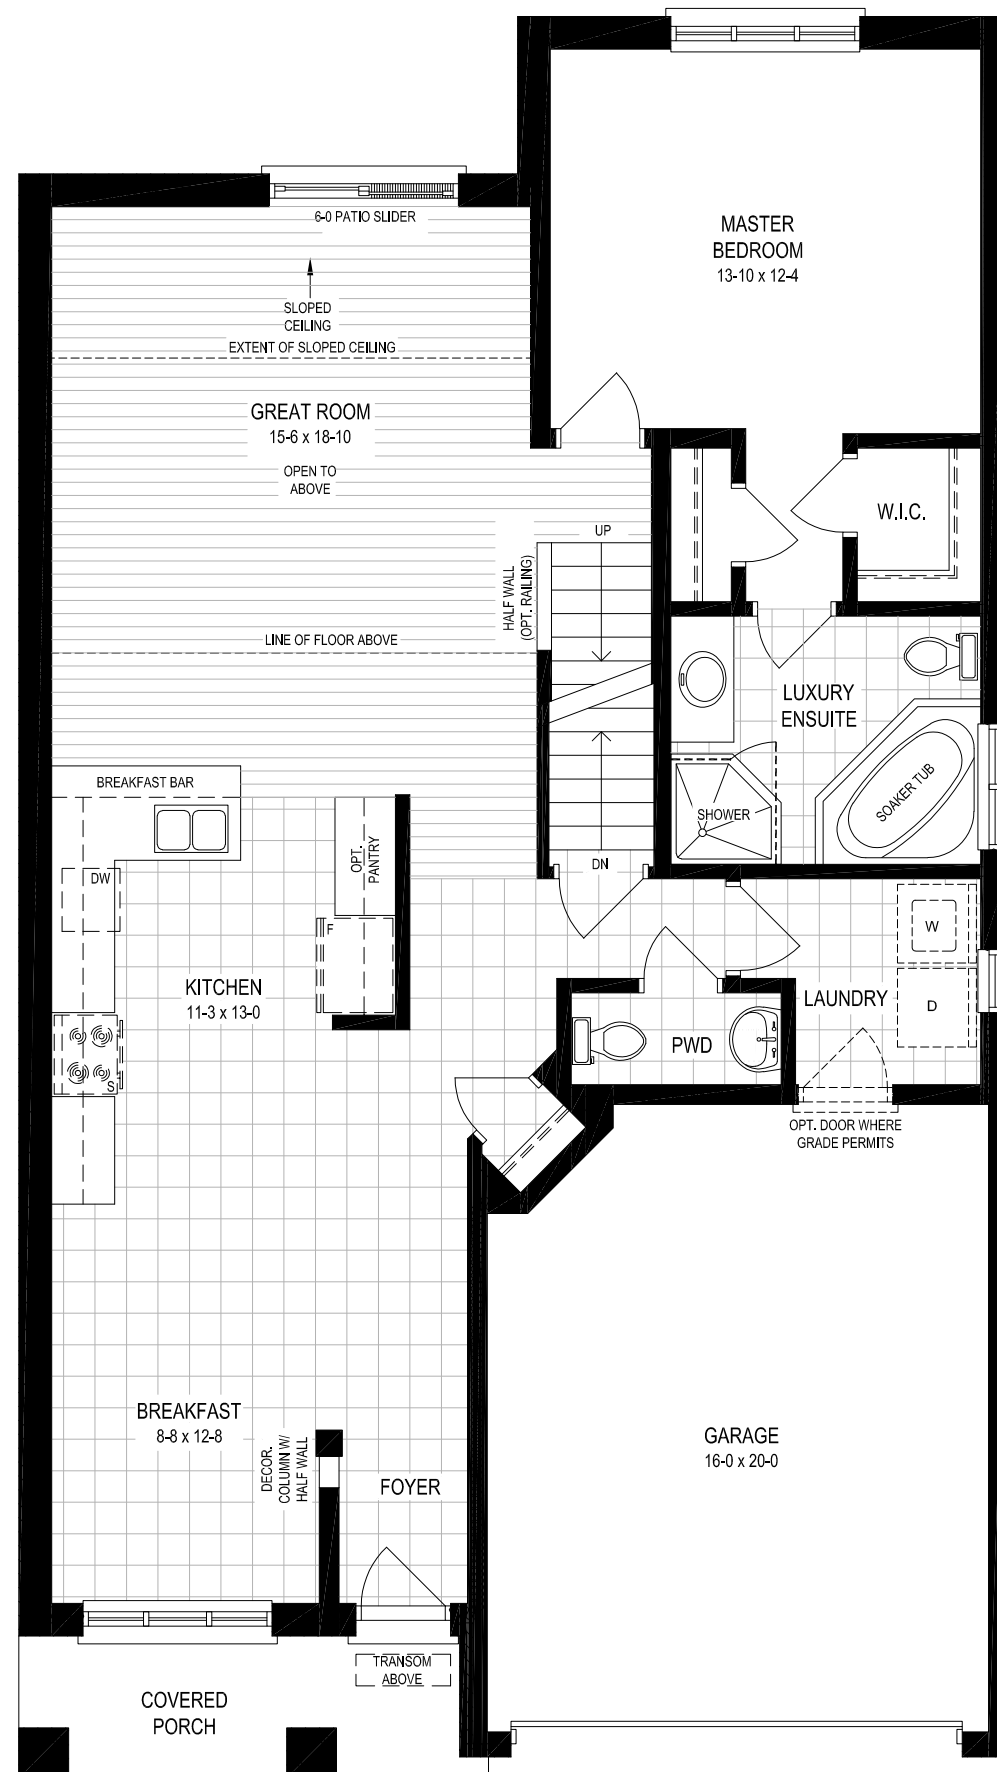 6-0 PATIO SLIDER
SLOPED
CEILING
EXTENT OF SLOPED CEILING
GREAT ROOM
15-6 x 18-10
OPEN TO
ABOVE
MASTER
BEDROOM
13-10 x 12-4
W.I.C.
UP
HALF WALL
(OPT. RAILING)
LINE OF FLOOR ABOVE
LUXURY
ENSUITE
SOAKER TUB
SHOWER
BREAKFAST BAR
DW
OPT.
PANTRY
F
DN
W
D
LAUNDRY
KITCHEN
11-3 x 13-0
S
PWD
OPT. DOOR WHERE
GRADE PERMITS
BREAKFAST
8-8 x 12-8
DECOR.
COLUMN W/
HALF WALL
FOYER
GARAGE
16-0 x 20-0
TRANSOM
ABOVE
COVERED
PORCH